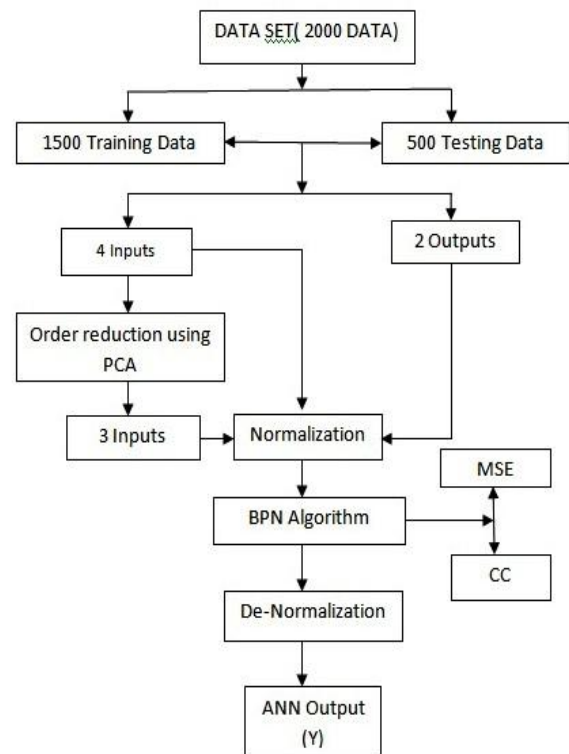 DATA SET( 2000 DATA)
1500 Training Data
500 Testing Data
4 Inputs
2 Outputs
Order reduction using
PCA
3 Inputs
Normalization
MSE
BPN Algorithm
CC
De-Normalization
ANN Output
(Y)